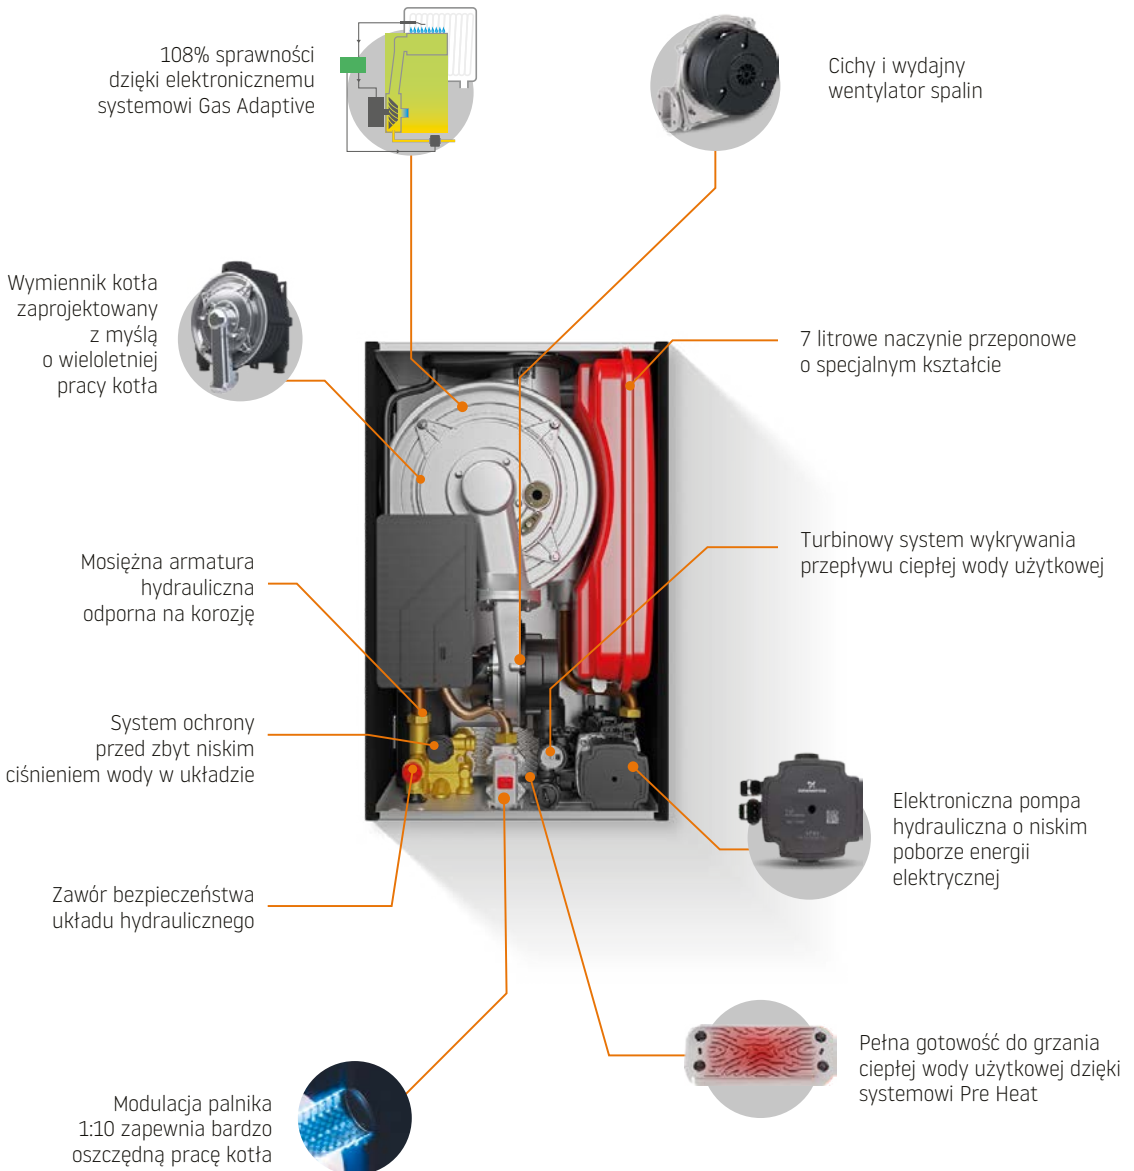 108% sprawności
dzięki elektronicznemu
systemowi Gas Adaptive
Cichy i wydajny
wentylator spalin
Wymiennik kotła
zaprojektowany
z myślą
o wieloletniej
pracy kotła
7 litrowe naczynie przeponowe
o specjalnym kształcie
Mosiężna armatura
hydrauliczna
odporna na korozję
Turbinowy system wykrywania
przepływu ciepłej wody użytkowej
System ochrony
przed zbyt niskim
ciśnieniem wody w układzie
GRUNDFOS
Elektroniczna pompa
hydrauliczna o niskim
poborze energii
elektrycznej
Zawór bezpieczeństwa
układu hydraulicznego
Pełna gotowość do grzania
ciepłej wody użytkowej dzięki
systemowi Pre Heat
Modulacja palnika
1:10 zapewnia bardzo
oszczędną pracę kotła